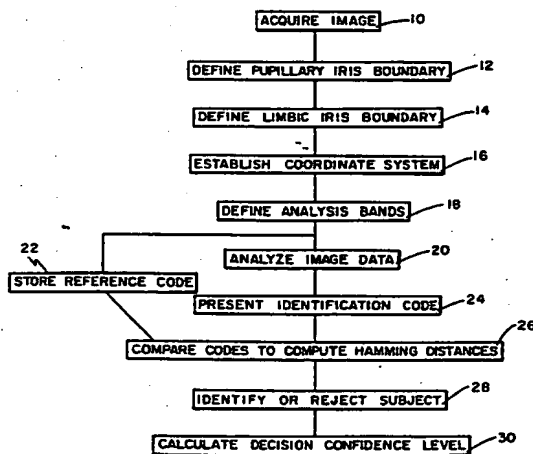 ACQUIRE IMAGE 10
DEFINE PUPILLARY IRIS BOUNDARY 12
DEFINE LIMBIC IRIS BOUNDARY 14
ESTABLISH COORDINATE SYSTEM 16
DEFINE ANALYSIS BANDS 18
22
ANALYZE IMAGE DATA 20
STORE REFERENCE CODE
PRESENT IDENTIFICATION CODE 24
COMPARE CODES TO COMPUTE HAMMING DISTANCES 26
IDENTIFY OR REJECT SUBJECT 28
CALCULATE DECISION CONFIDENCE LEVEL 30